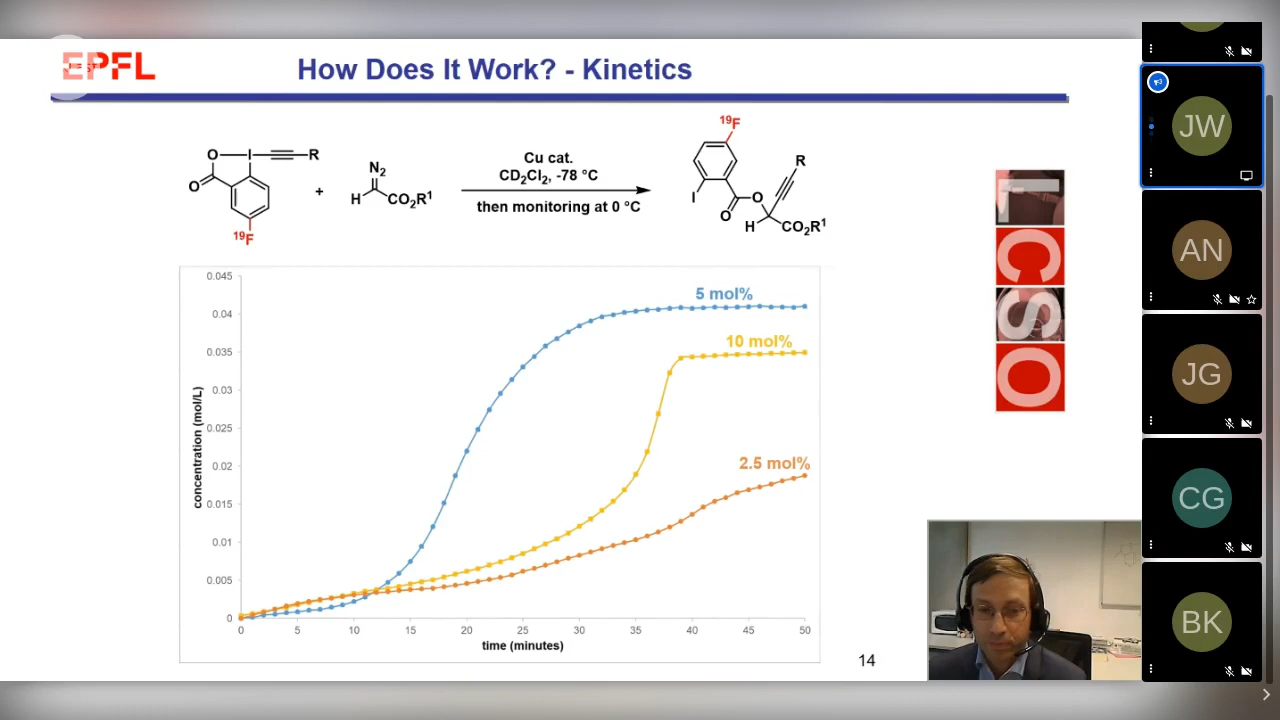 EPFL
How Does It Work? - Kinetics
O I R
O
19F
+
N2
H CO2R1
Cu cat.
CD2Cl2, -78 °C
then monitoring at 0 °C
19F
R
I O
O
H CO2R1
LCSO
0.045
0.04
0.035
0.03
0.025
0.02
0.015
0.01
0.005
0
concentration (mol/L)
5 mol%
10 mol%
2.5 mol%
0 5 10 15 20 25 30 35 40 45 50
time (minutes)
14
JW
AN
JG
CG
BK